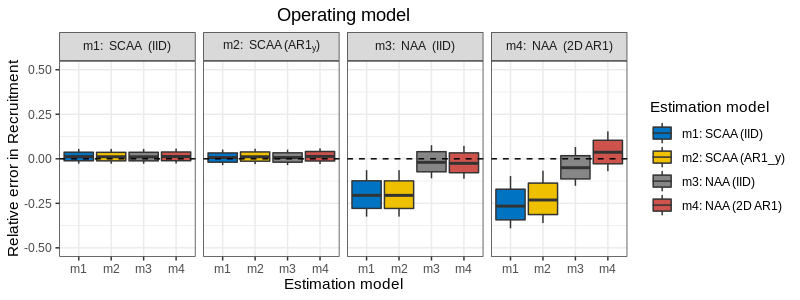 Operating model
m1: SCAA (IID)
m2: SCAA (AR1y)
m3: NAA (IID)
m4: NAA (2D AR1)
Relative error in Recruitment
0.50
0.25
0.00
-0.25
-0.50
m1 m2 m3 m4
m1 m2 m3 m4
m1 m2 m3 m4
m1 m2 m3 m4
Estimation model
Estimation model
m1: SCAA (IID)
m2: SCAA (AR1_y)
m3: NAA (IID)
m4: NAA (2D AR1)